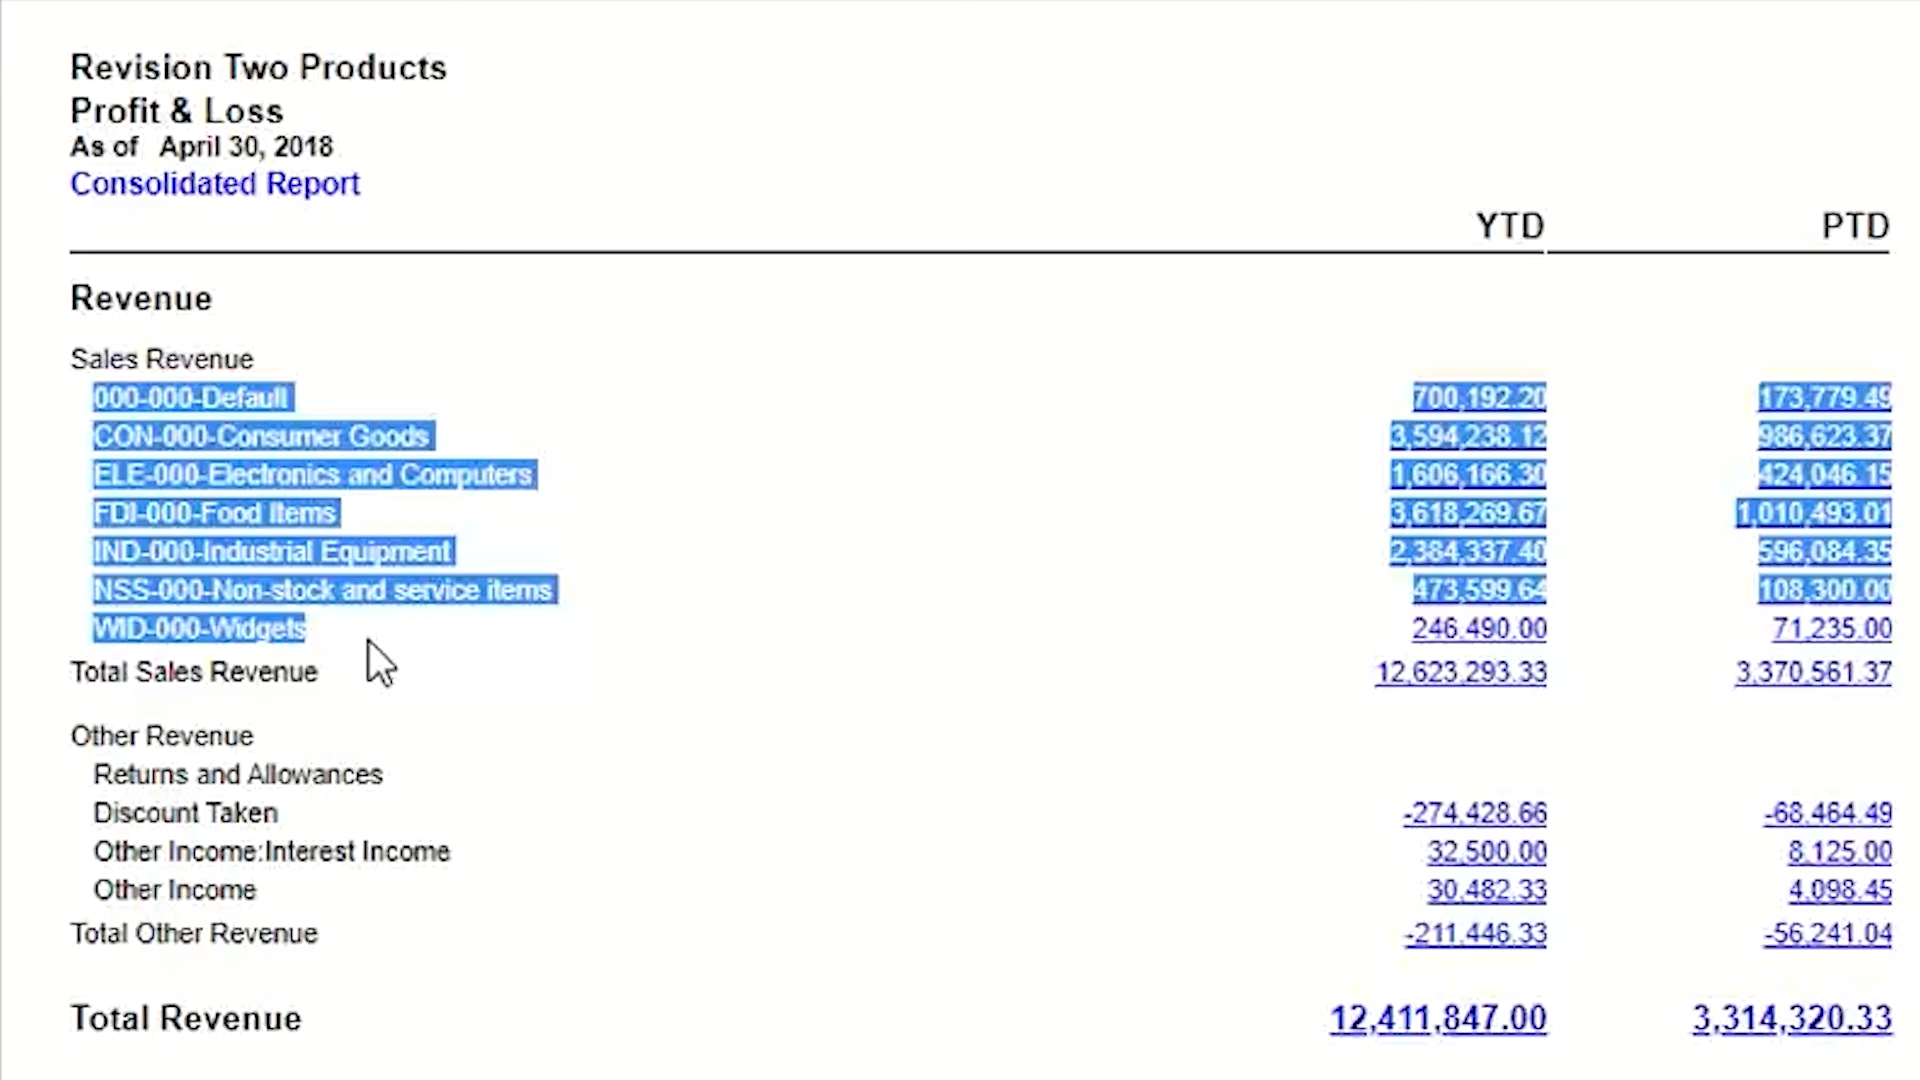 Revision Two Products
Profit & Loss
As of April 30, 2018
Consolidated Report
YTD PTD
Revenue
Sales Revenue
000-000-Default 700,192.20 173,779.49
CON-000-Consumer Goods 3,594,238.12 986,623.37
ELE-000-Electronics and Computers 1,606,166.30 424,046.15
FDI-000-Food Items 3,618,269.67 1,010,493.01
IND-000-Industrial Equipment 2,384,337.40 596,084.35
NSS-000-Non-stock and service items 473,599.64 108,300.00
WID-000-Widgets 246,490.00 71,235.00
Total Sales Revenue 12,623,293.33 3,370,561.37
Other Revenue
Returns and Allowances
Discount Taken -274,428.66 -68,464.49
Other Income:Interest Income 32,500.00 8,125.00
Other Income 30,482.33 4,098.45
Total Other Revenue -211,446.33 -56,241.04
Total Revenue 12,411,847.00 3,314,320.33